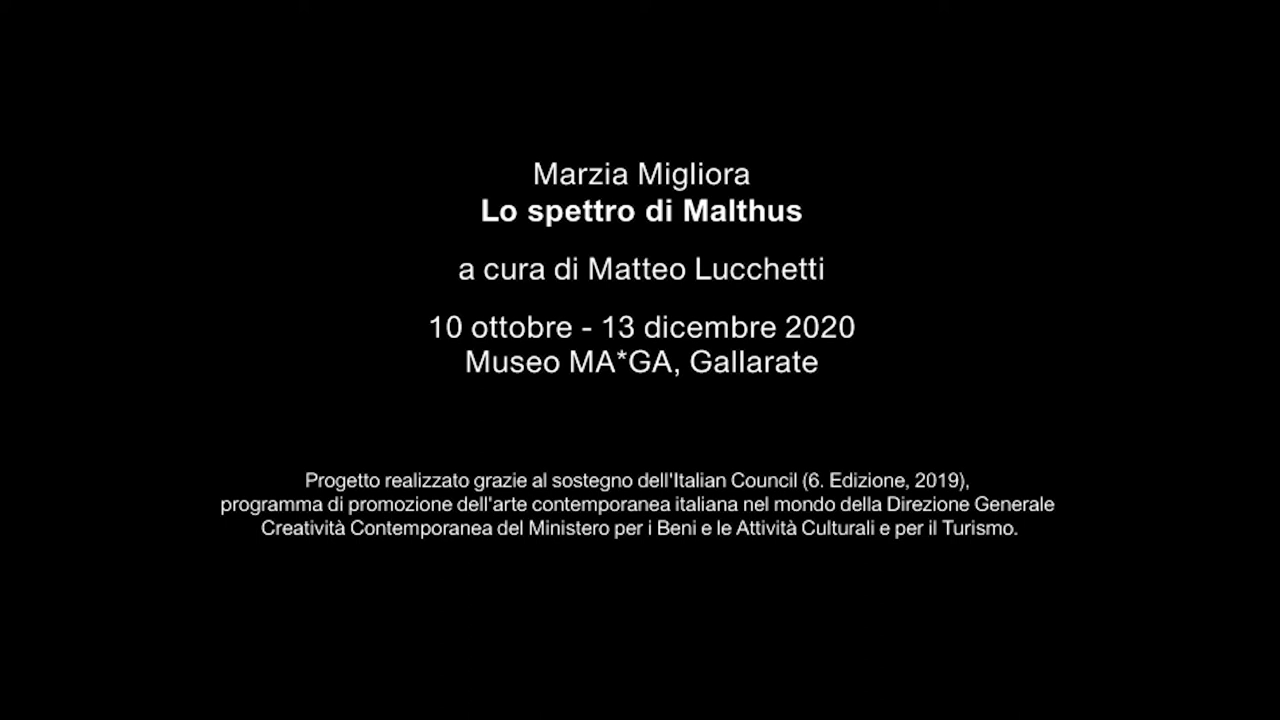 Marzia Migliora
Lo spettro di Malthus
a cura di Matteo Lucchetti
10 ottobre - 13 dicembre 2020
Museo MA*GA, Gallarate
Progetto realizzato grazie al sostegno dell'Italian Council (6. Edizione, 2019),
programma di promozione dell'arte contemporanea italiana nel mondo della Direzione Generale
Creatività Contemporanea del Ministero per i Beni e le Attività Culturali e per il Turismo.